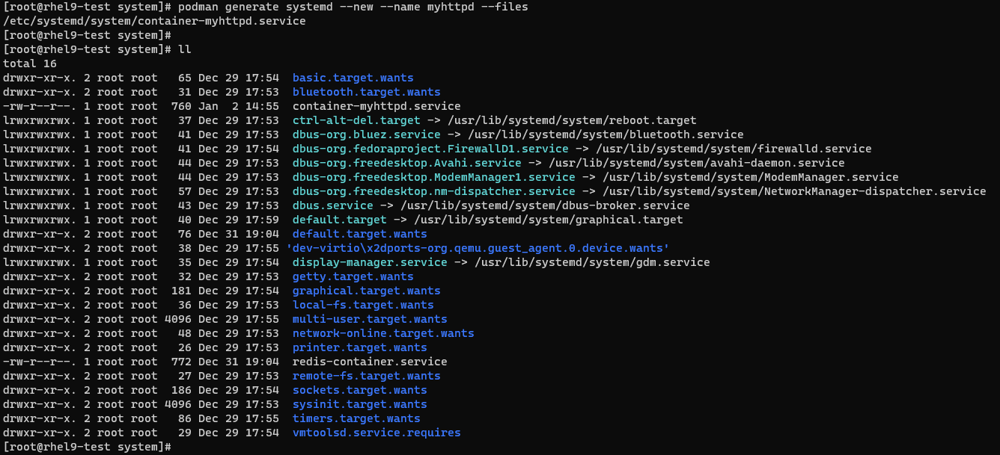 [root@rhel9-test system]# podman generate systemd --new --name myhttpd --files
/etc/systemd/system/container-myhttpd.service
[root@rhel9-test system]#
[root@rhel9-test system]# ll
total 16
drwxr-xr-x. 2 root root   65 Dec 29 17:54  basic.target.wants
drwxr-xr-x. 2 root root   31 Dec 29 17:53  bluetooth.target.wants
-rw-r--r--. 1 root root  760 Jan  2 14:55  container-myhttpd.service
lrwxrwxrwx. 1 root root   37 Dec 29 17:53  ctrl-alt-del.target -> /usr/lib/systemd/system/reboot.target
lrwxrwxrwx. 1 root root   41 Dec 29 17:53  dbus-org.bluez.service -> /usr/lib/systemd/system/bluetooth.service
lrwxrwxrwx. 1 root root   41 Dec 29 17:54  dbus-org.fedoraproject.FirewallD1.service -> /usr/lib/systemd/system/firewalld.service
lrwxrwxrwx. 1 root root   44 Dec 29 17:53  dbus-org.freedesktop.Avahi.service -> /usr/lib/systemd/system/avahi-daemon.service
lrwxrwxrwx. 1 root root   44 Dec 29 17:53  dbus-org.freedesktop.ModemManager1.service -> /usr/lib/systemd/system/ModemManager.service
lrwxrwxrwx. 1 root root   57 Dec 29 17:53  dbus-org.freedesktop.nm-dispatcher.service -> /usr/lib/systemd/system/NetworkManager-dispatcher.service
lrwxrwxrwx. 1 root root   43 Dec 29 17:53  dbus.service -> /usr/lib/systemd/system/dbus-broker.service
lrwxrwxrwx. 1 root root   40 Dec 29 17:59  default.target -> /usr/lib/systemd/system/graphical.target
drwxr-xr-x. 2 root root   76 Dec 31 19:04  default.target.wants
drwxr-xr-x. 2 root root   38 Dec 29 17:55 'dev-virtio\x2dports-org.qemu.guest_agent.0.device.wants'
lrwxrwxrwx. 1 root root   35 Dec 29 17:54  display-manager.service -> /usr/lib/systemd/system/gdm.service
drwxr-xr-x. 2 root root   32 Dec 29 17:53  getty.target.wants
drwxr-xr-x. 2 root root  181 Dec 29 17:54  graphical.target.wants
drwxr-xr-x. 2 root root   36 Dec 29 17:53  local-fs.target.wants
drwxr-xr-x. 2 root root 4096 Dec 29 17:55  multi-user.target.wants
drwxr-xr-x. 2 root root   48 Dec 29 17:53  network-online.target.wants
drwxr-xr-x. 2 root root   26 Dec 29 17:53  printer.target.wants
-rw-r--r--. 1 root root  772 Dec 31 19:04  redis-container.service
drwxr-xr-x. 2 root root   27 Dec 29 17:53  remote-fs.target.wants
drwxr-xr-x. 2 root root  186 Dec 29 17:54  sockets.target.wants
drwxr-xr-x. 2 root root 4096 Dec 29 17:53  sysinit.target.wants
drwxr-xr-x. 2 root root   86 Dec 29 17:55  timers.target.wants
drwxr-xr-x. 2 root root   29 Dec 29 17:54  vmtoolsd.service.requires
[root@rhel9-test system]#